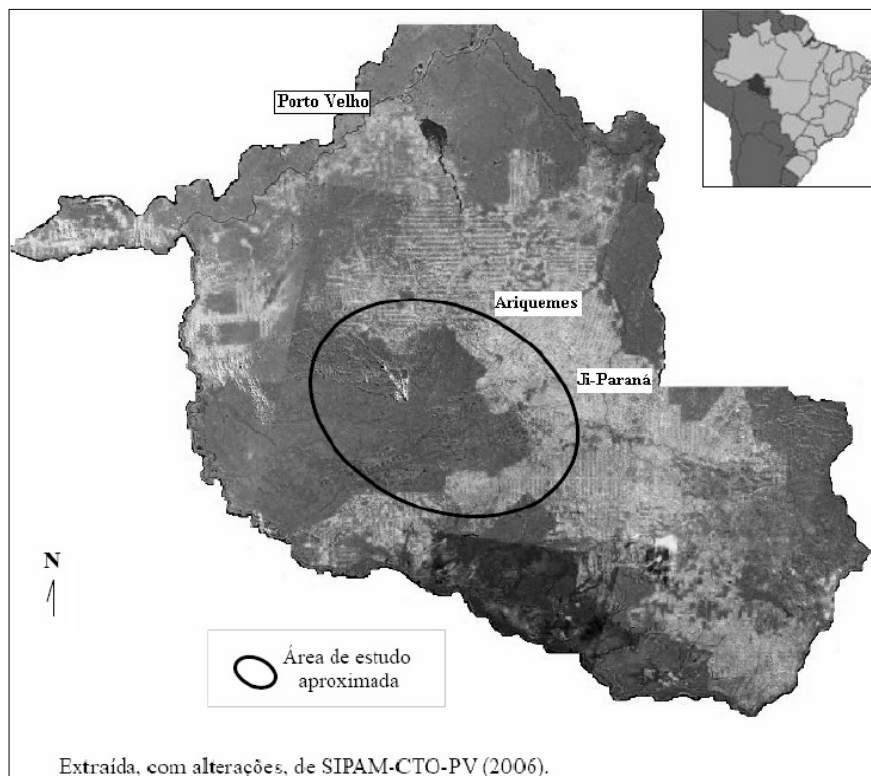 Porto Velho
Ariquemes
Ji-Paraná
N
Área de estudo
aproximada
Extraída, com alterações, de SIPAM-CTO-PV (2006).